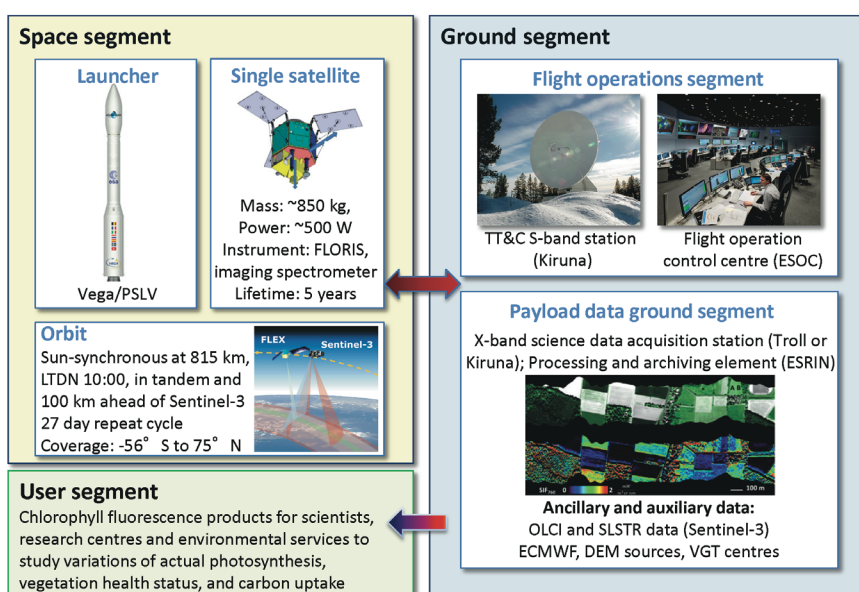 Space segment
Launcher
Vega/PSLV
Single satellite
Mass: ~850 kg,
Power: ~500 W
Instrument: FLORIS,
imaging spectrometer
Lifetime: 5 years
Orbit
Sun-synchronous at 815 km,
LTDN 10:00, in tandem and
100 km ahead of Sentinel-3
27 day repeat cycle
Coverage: -56° S to 75° N
FLEX
Sentinel-3
User segment
Chlorophyll fluorescence products for scientists,
research centres and environmental services to
study variations of actual photosynthesis,
vegetation health status, and carbon uptake
Ground segment
Flight operations segment
TT&C S-band station
(Kiruna)
Flight operation
control centre (ESOC)
Payload data ground segment
X-band science data acquisition station (Troll or
Kiruna); Processing and archiving element (ESRIN)
A B
SIF760 0 2
100 m
Ancillary and auxiliary data:
OLCI and SLSTR data (Sentinel-3)
ECMWF, DEM sources, VGT centres